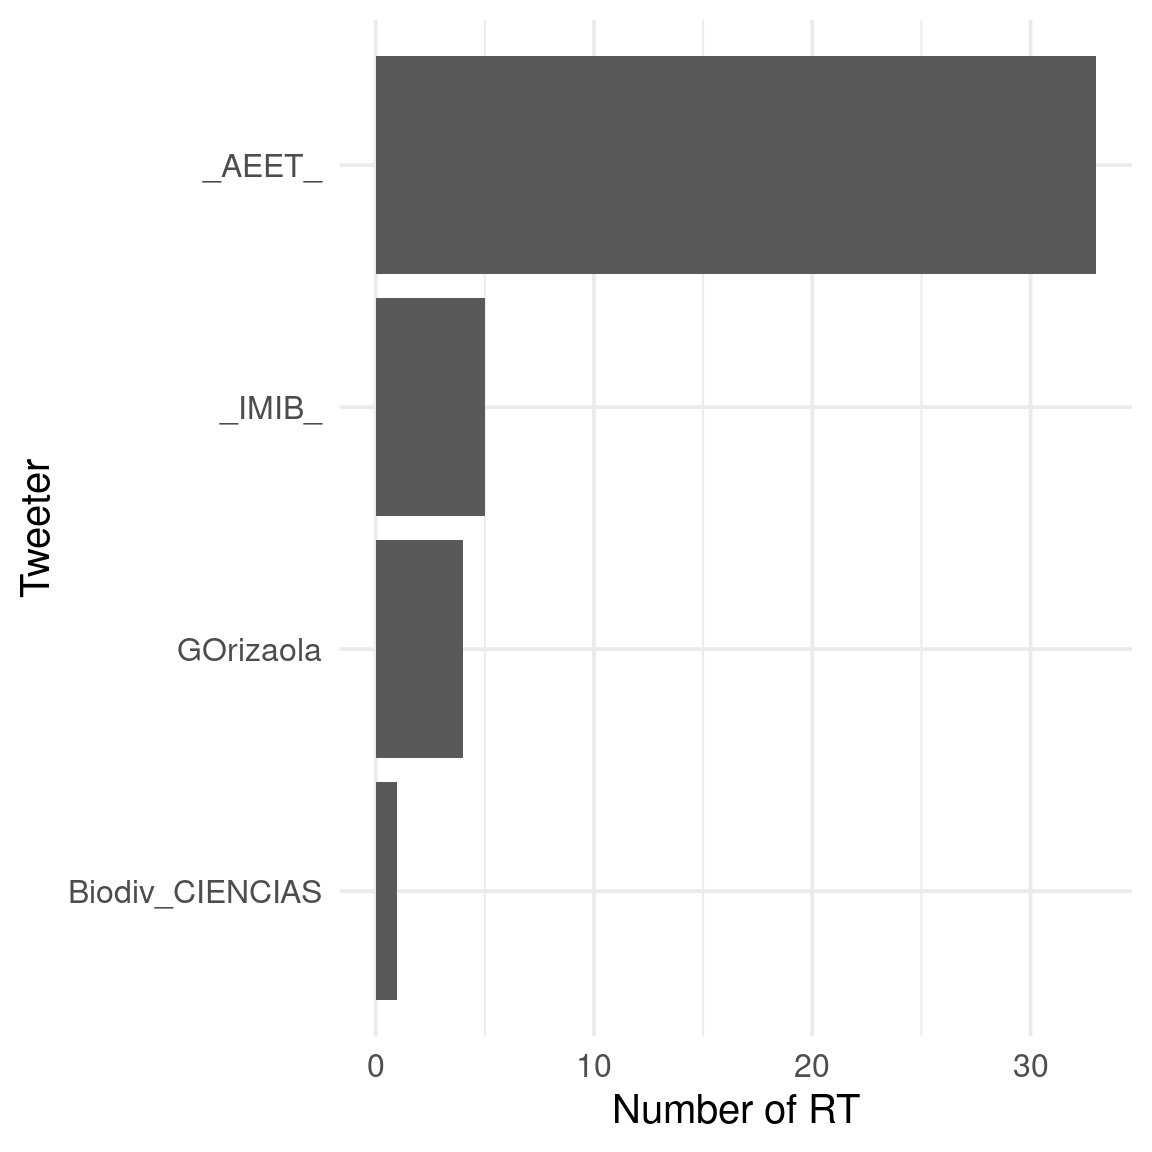 _AEET_
_IMIB_
GOrizaola
Biodiv_CIENCIAS
Tweeter
0 10 20 30
Number of RT